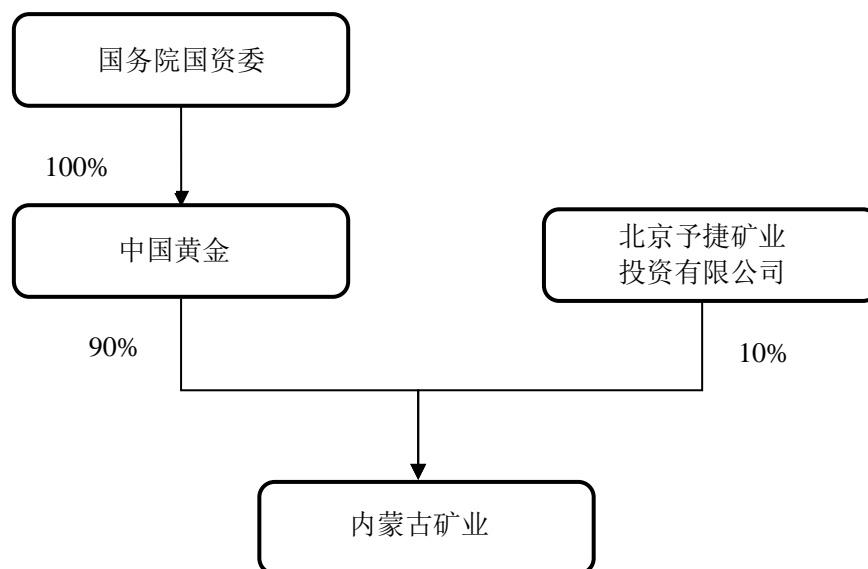 国务院国资委
100%
中国黄金
北京予捷矿业
投资有限公司
90%
10%
内蒙古矿业